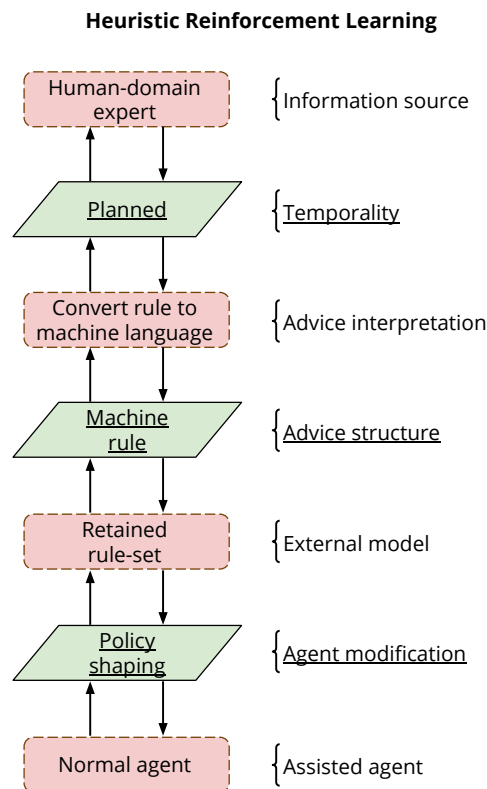 Heuristic Reinforcement Learning
Human-domain
expert
Information source
Planned
Temporality
Convert rule to
machine language
Advice interpretation
Machine
rule
Advice structure
Retained
rule-set
External model
Policy
shaping
Agent modification
Normal agent
Assisted agent